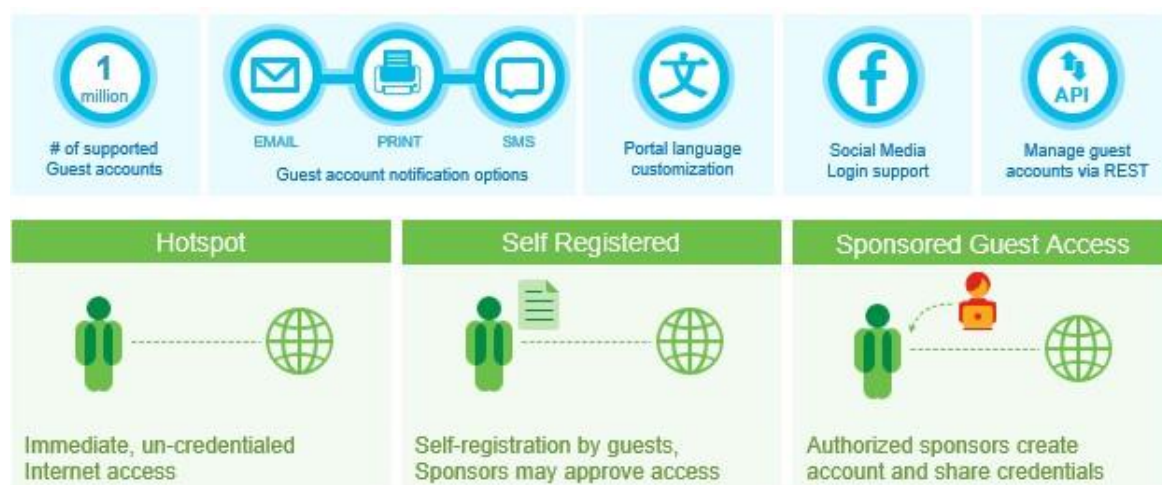 1
million
# of supported
Guest accounts
EMAIL
PRINT
SMS
Guest account notification options
文
Portal language
customization
f
Social Media
Login support
API
Manage guest
accounts via REST
Hotspot
Immediate, un-credentialed
Internet access
Self Registered
Self-registration by guests,
Sponsors may approve access
Sponsored Guest Access
Authorized sponsors create
account and share credentials